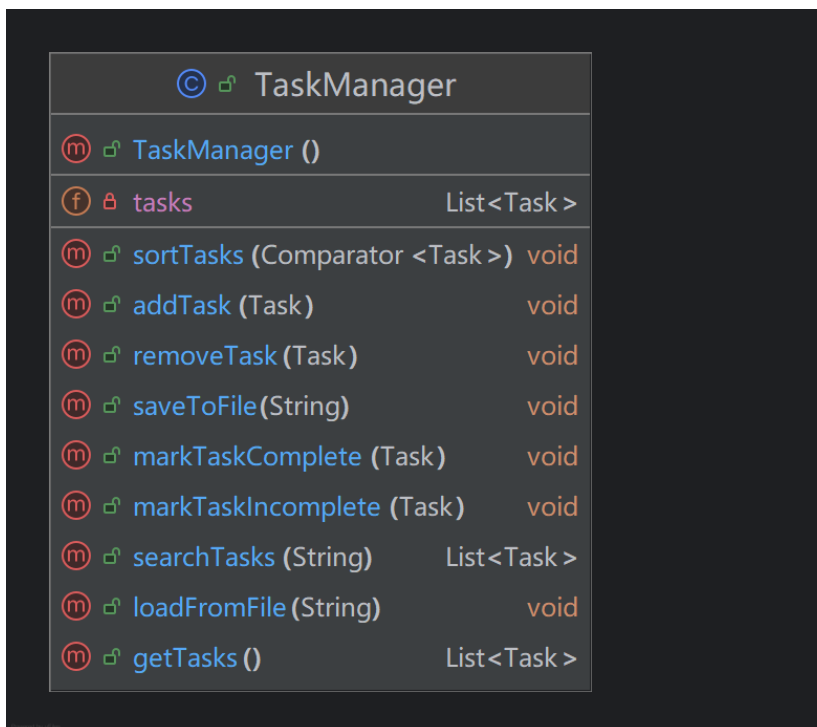 TaskManager
TaskManager ()
tasks List<Task>
sortTasks (Comparator <Task>) void
addTask (Task) void
removeTask (Task) void
saveToFile(String) void
markTaskComplete (Task) void
markTaskIncomplete (Task) void
searchTasks (String) List<Task>
loadFromFile (String) void
getTasks () List<Task>